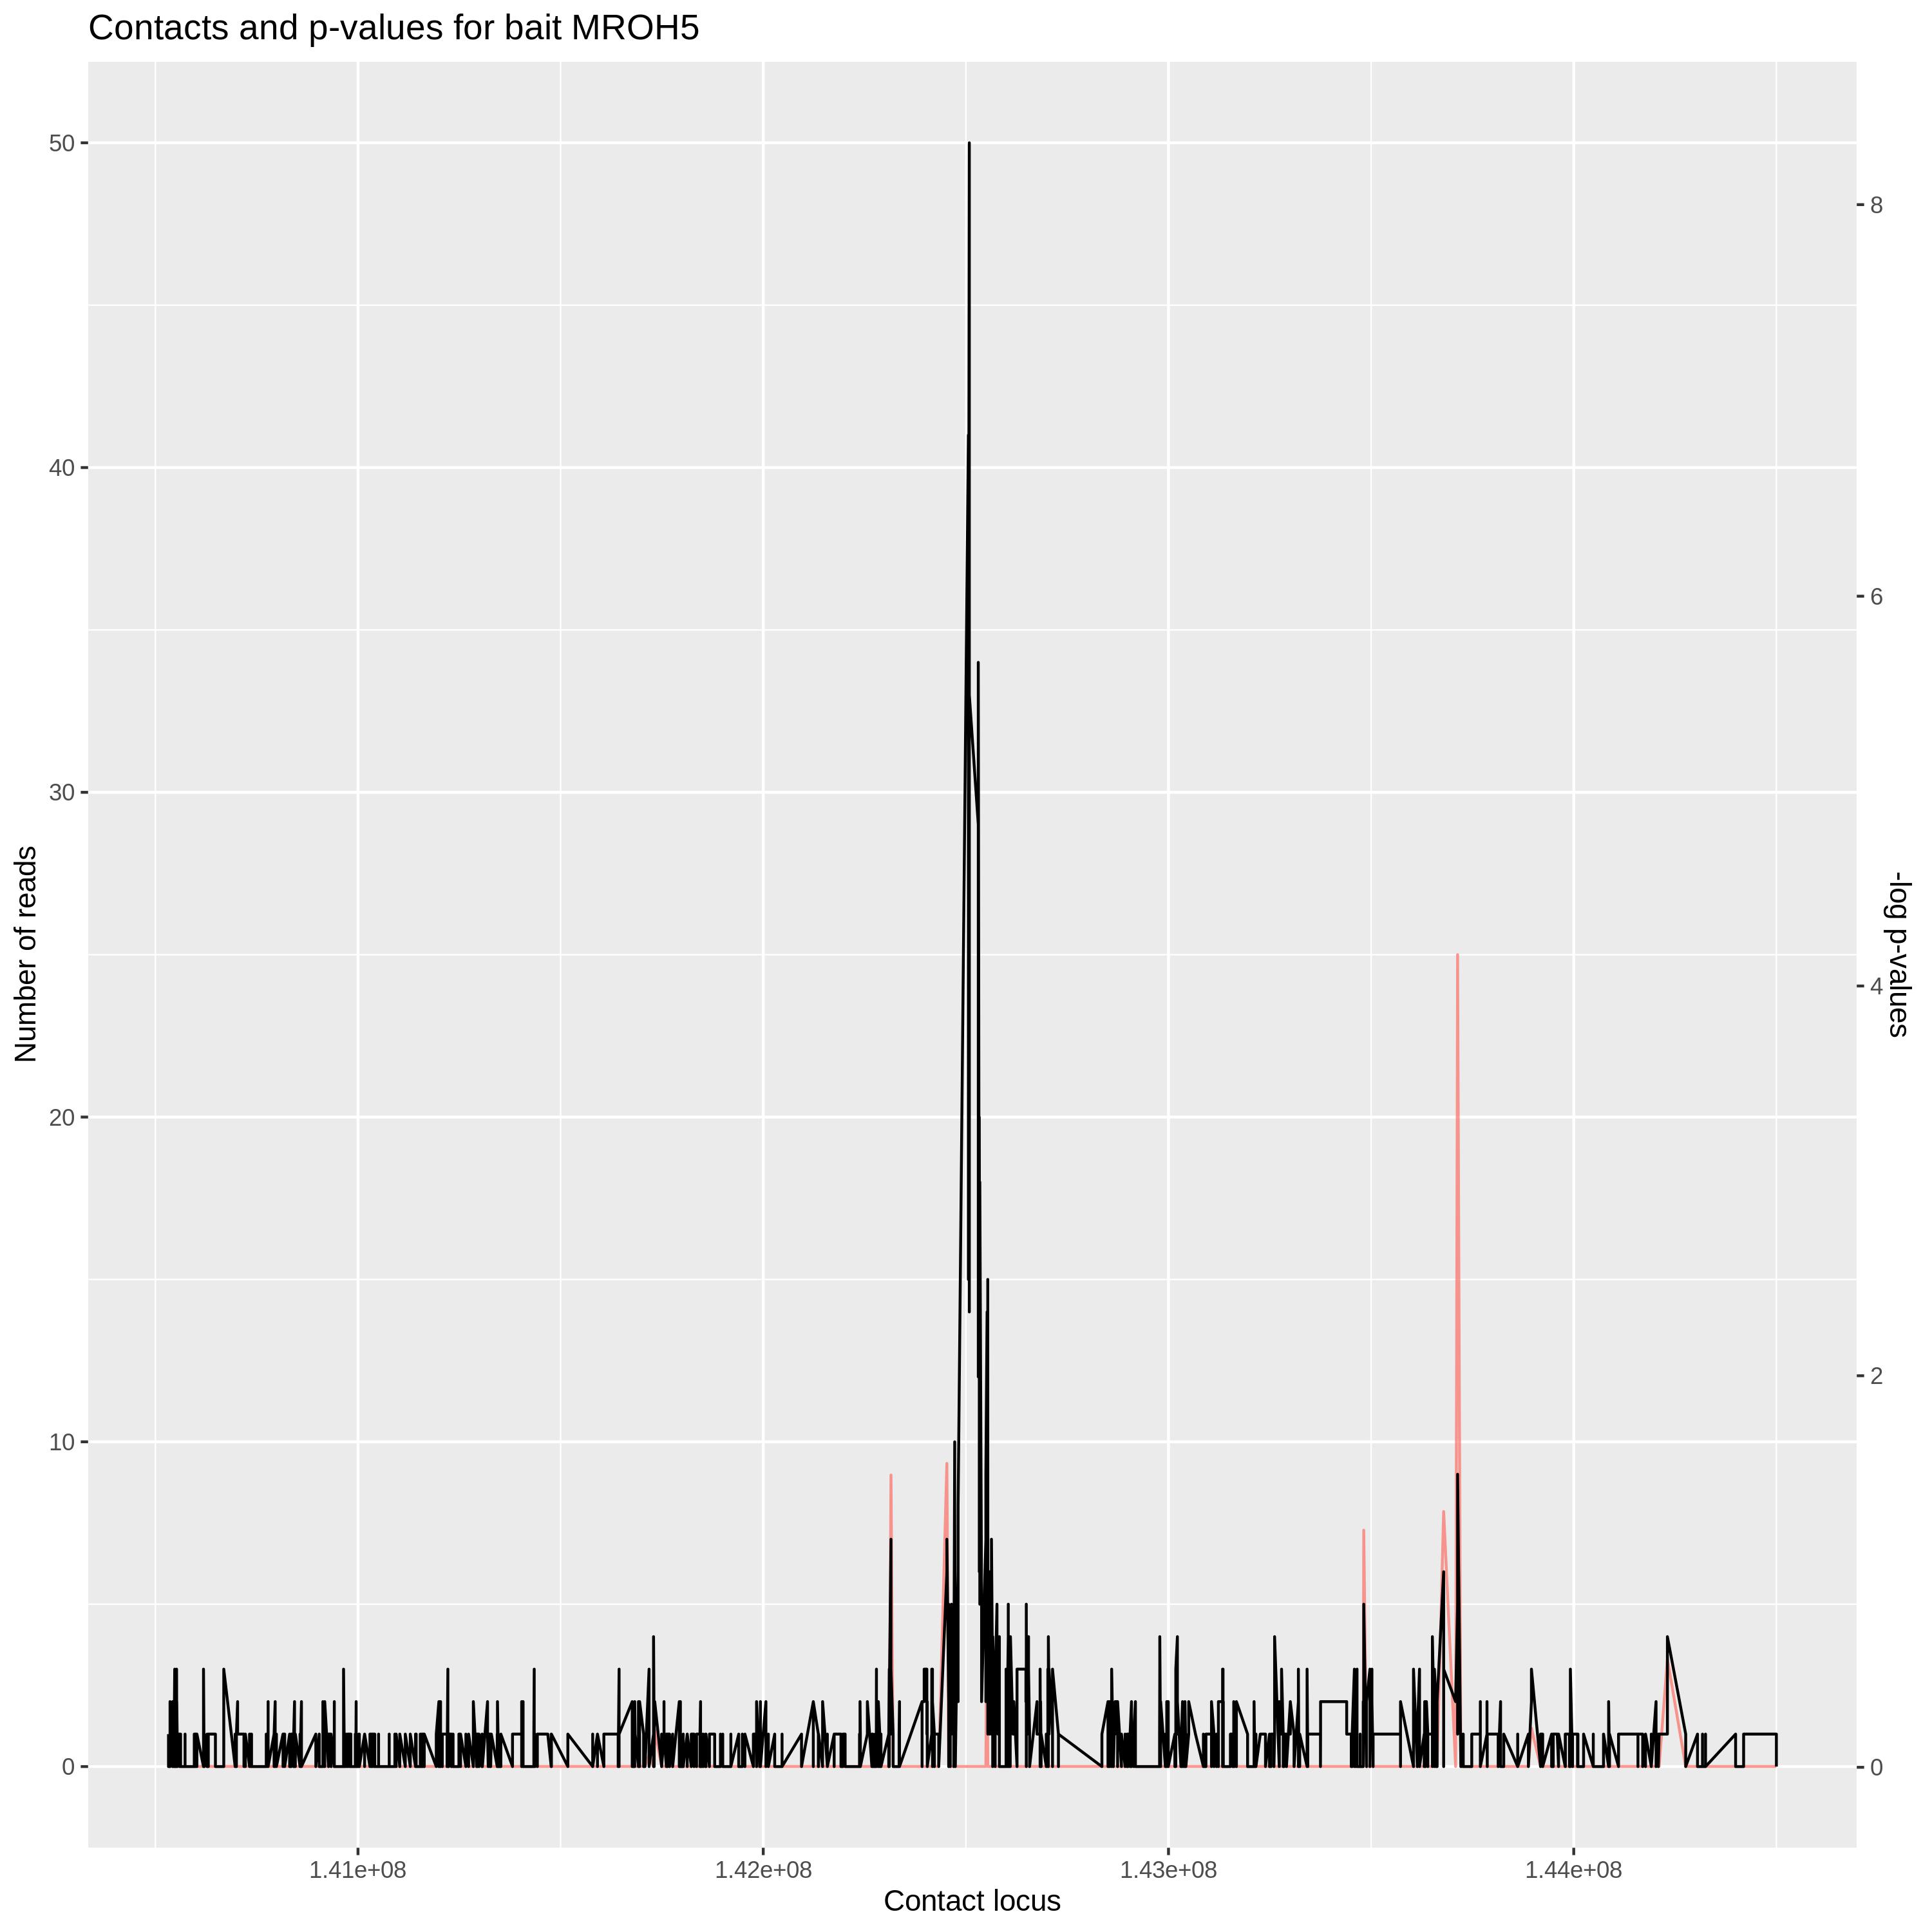 Contacts and p-values for bait MROH5
50
40
30
20
10
0
Number of reads
8
6
4
2
0
-log p-values
1.41e+08
1.42e+08
1.43e+08
1.44e+08
Contact locus